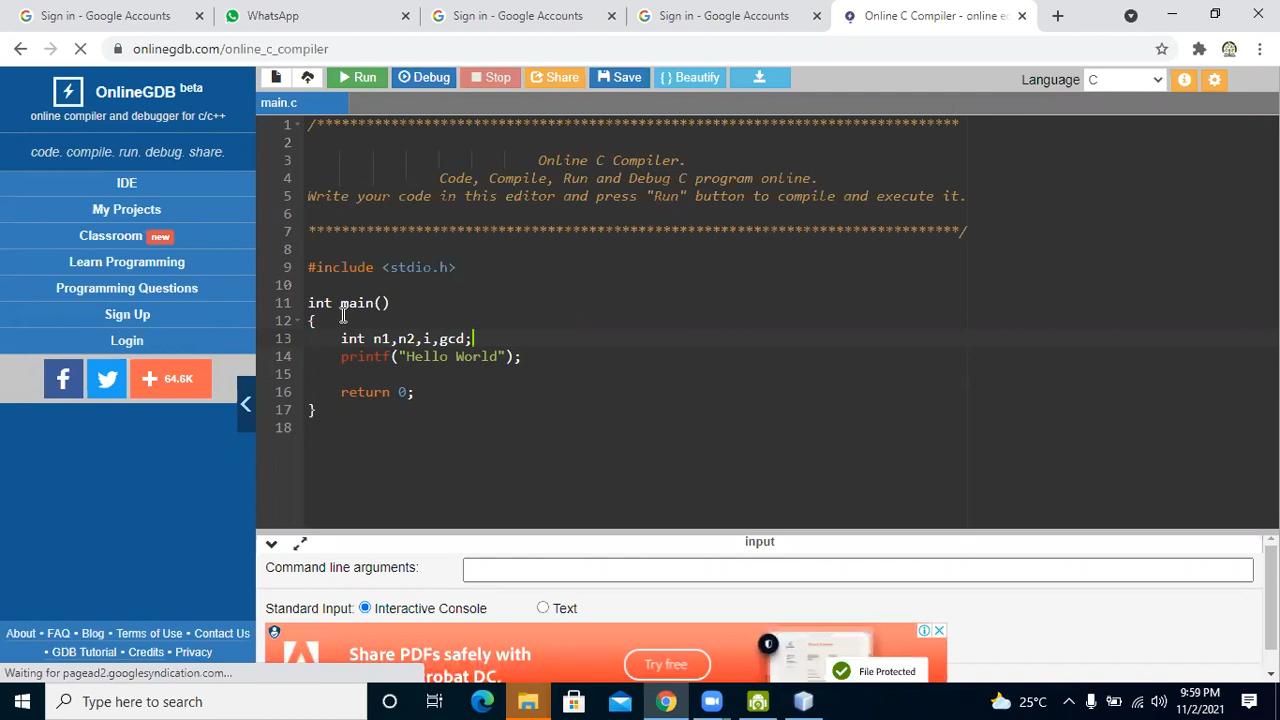 Sign in - Google Accounts
WhatsApp
Sign in - Google Accounts
Sign in - Google Accounts
Online C Compiler - online e
onlinegdb.com/online_c_compiler
OnlineGDB beta
online compiler and debugger for c/c++
code. compile. run. debug. share.
IDE
My Projects
Classroom new
Learn Programming
Programming Questions
Sign Up
Login
64.6K
About • FAQ • Blog • Terms of Use • Contact Us
• GDB Tutorial • Credits • Privacy
Waiting for pagead2.googlesyndication.com...
Run
Debug
Stop
Share
Save
{ } Beautify
Language C
main.c
1 /******************************************************************************
2
3 Online C Compiler.
4 Code, Compile, Run and Debug C program online.
5 Write your code in this editor and press "Run" button to compile and execute it.
6
7 *******************************************************************************/
8
9 #include <stdio.h>
10
11 int main()
12 {
13 int n1,n2,i,gcd;
14 printf("Hello World");
15
16 return 0;
17 }
18
input
Command line arguments:
Standard Input: Interactive Console Text
Share PDFs safely with
robat DC.
Try free
File Protected
Type here to search
25°C
9:59 PM
11/2/2021